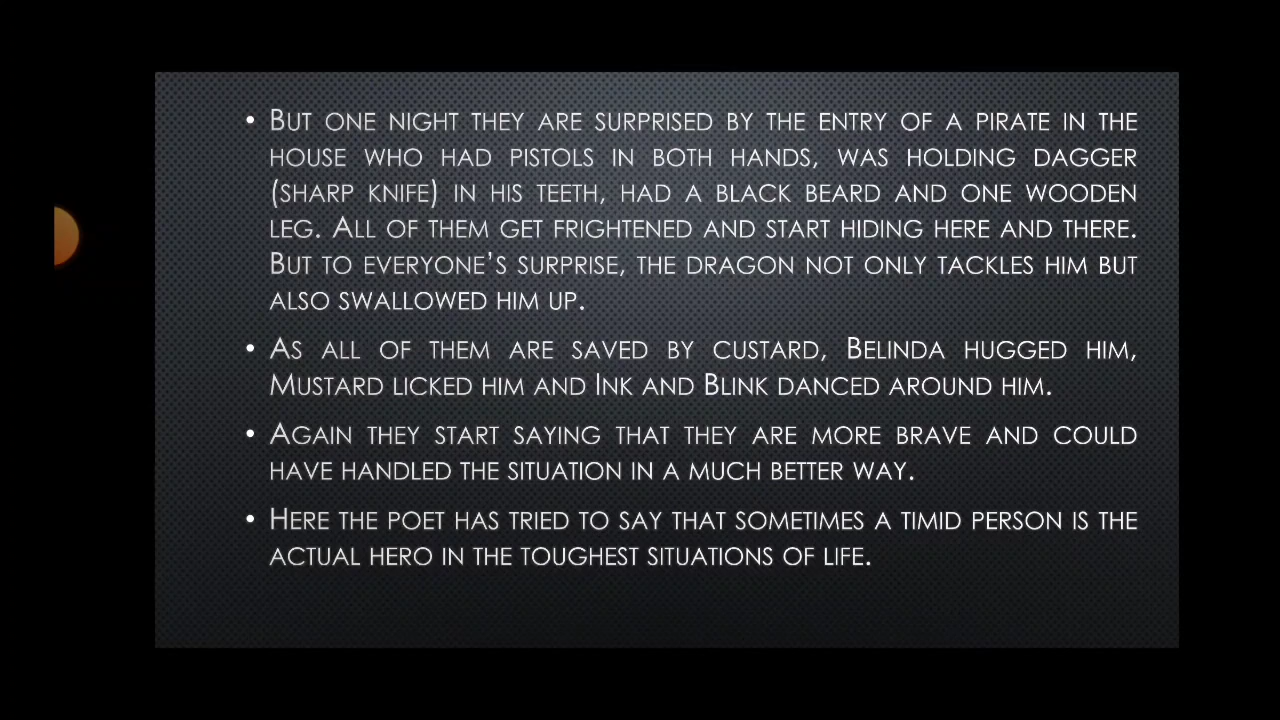 • But one night they are surprised by the entry of a pirate in the
house who had pistols in both hands, was holding dagger
(sharp knife) in his teeth, had a black beard and one wooden
leg. All of them get frightened and start hiding here and there.
But to everyone's surprise, the dragon not only tackles him but
also swallowed him up.
• As all of them are saved by custard, Belinda hugged him,
Mustard licked him and Ink and Blink danced around him.
• Again they start saying that they are more brave and could
have handled the situation in a much better way.
• Here the poet has tried to say that sometimes a timid person is the
actual hero in the toughest situations of life.